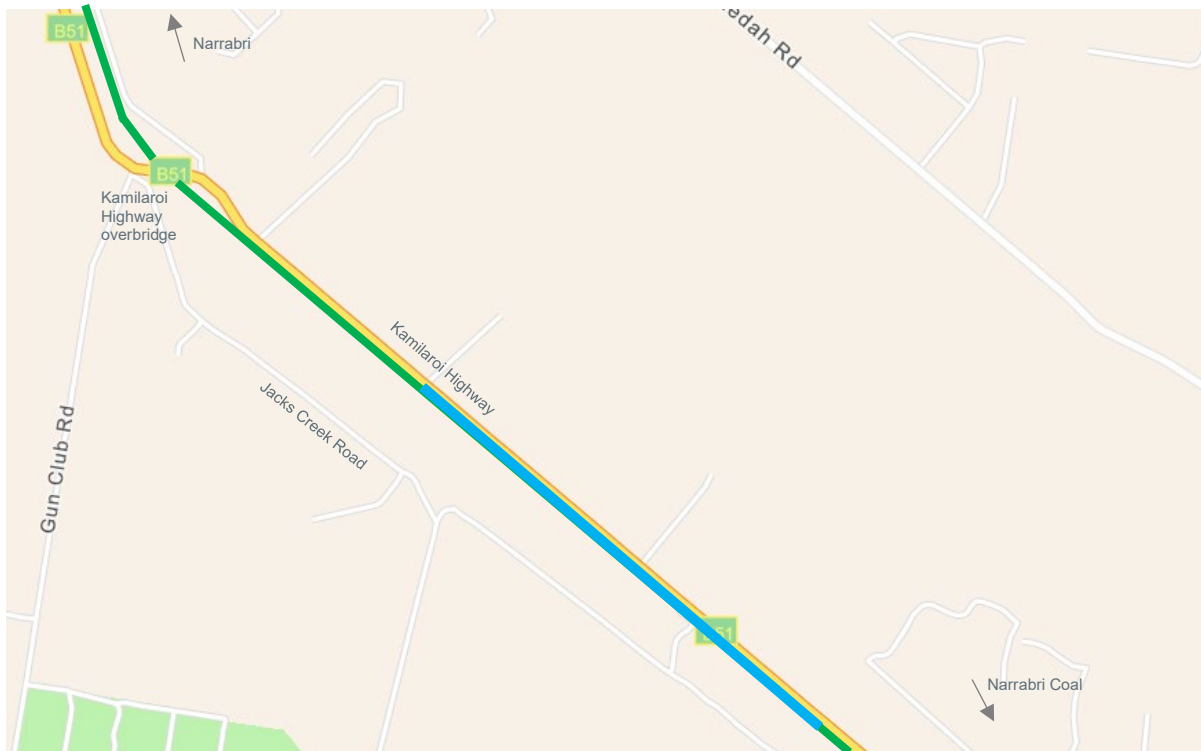 B51
Narrabri
edah Rd
B51
Kamilaroi
Highway
overbridge
Kamilaroi Highway
Jacks Creek Road
Gun Club Rd
B51
Narrabri Coal